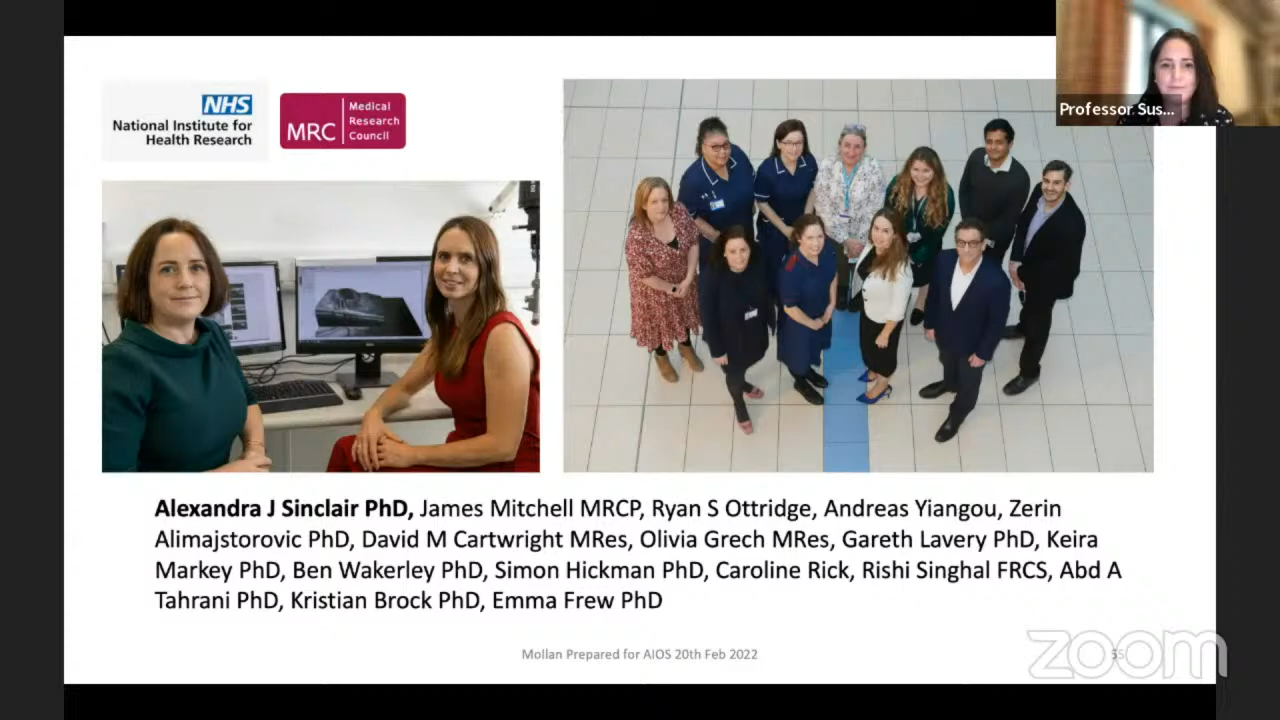 NHS
National Institute for
Health Research
MRC
Medical
Research
Council
Professor Sus...
Alexandra J Sinclair PhD, James Mitchell MRCP, Ryan S Ottridge, Andreas Yiangou, Zerin
Alimajstorovic PhD, David M Cartwright MRes, Olivia Grech MRes, Gareth Lavery PhD, Keira
Markey PhD, Ben Wakerley PhD, Simon Hickman PhD, Caroline Rick, Rishi Singhal FRCS, Abd A
Tahrani PhD, Kristian Brock PhD, Emma Frew PhD
Mollan Prepared for AIOS 20th Feb 2022
zoom